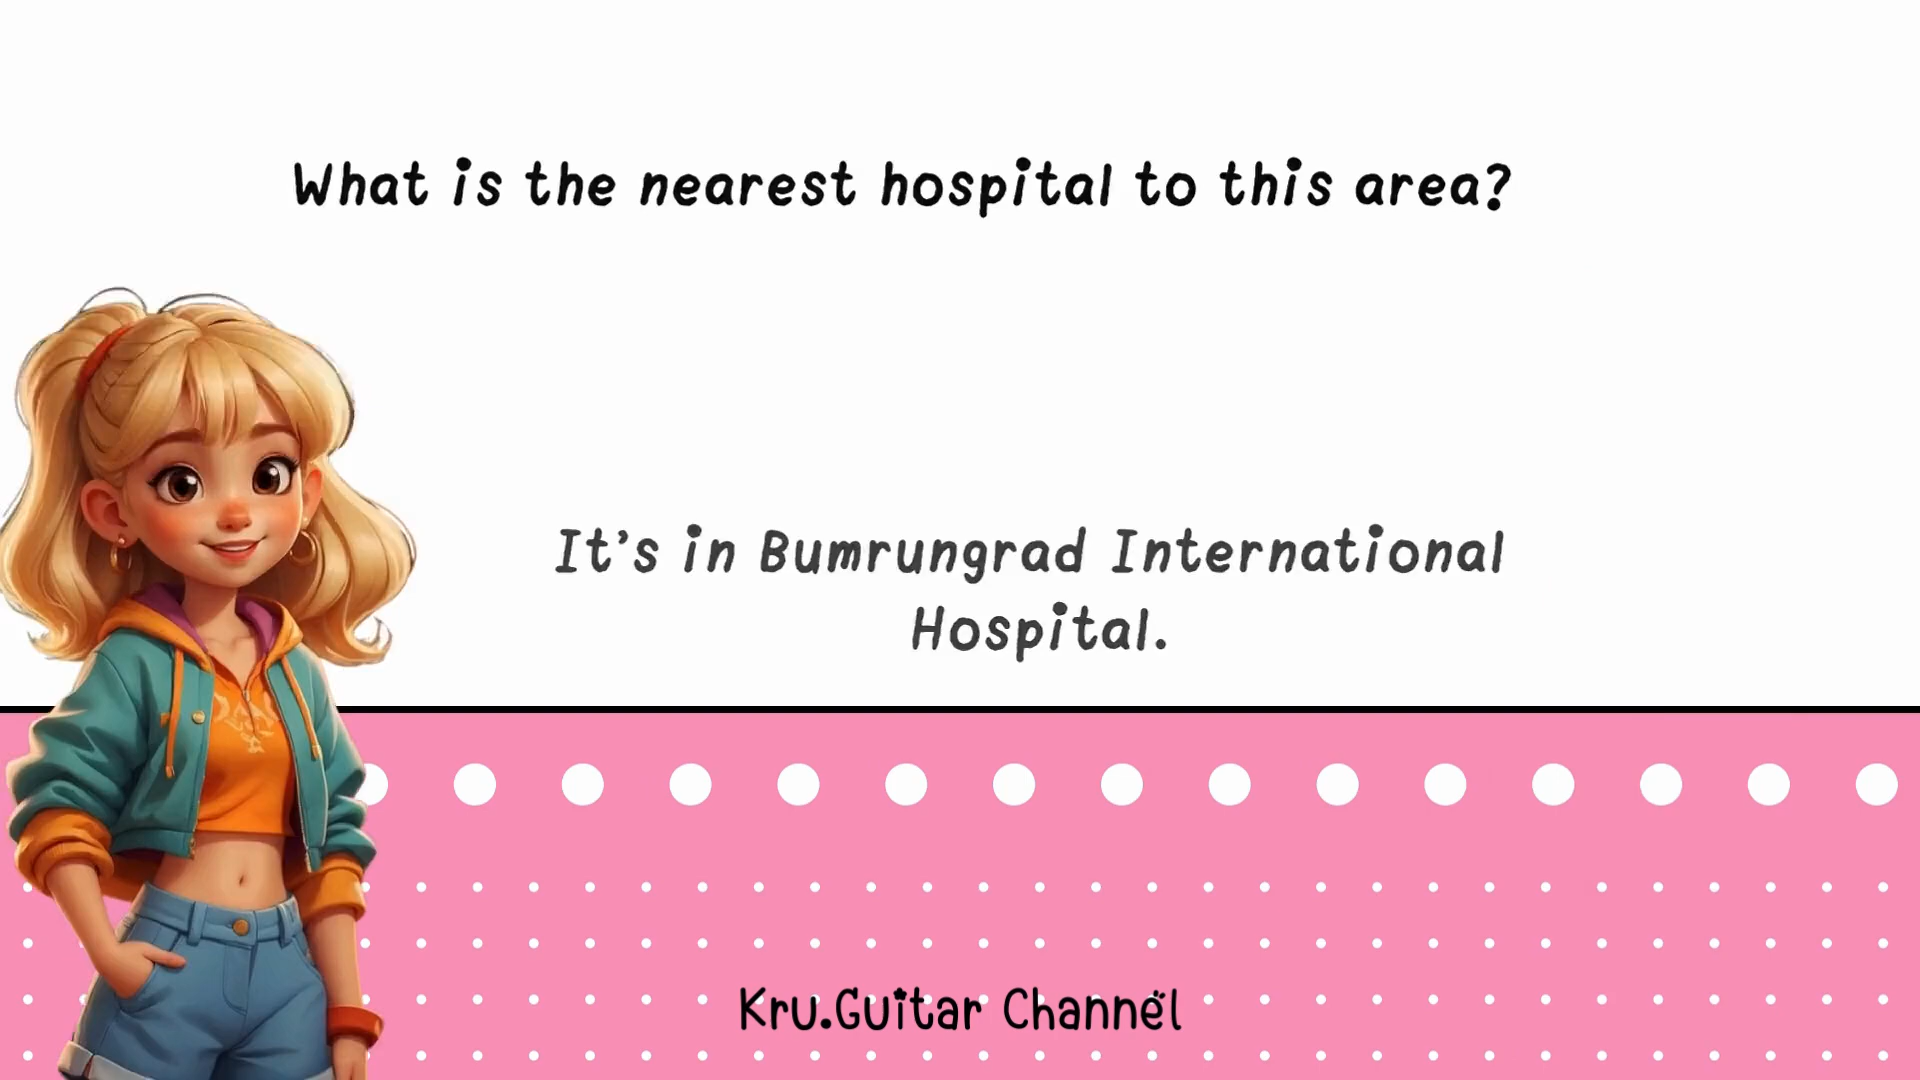 What is the nearest hospital to this area?
It's in Bumrungrad International
Hospital.
Kru.Guitar Channel